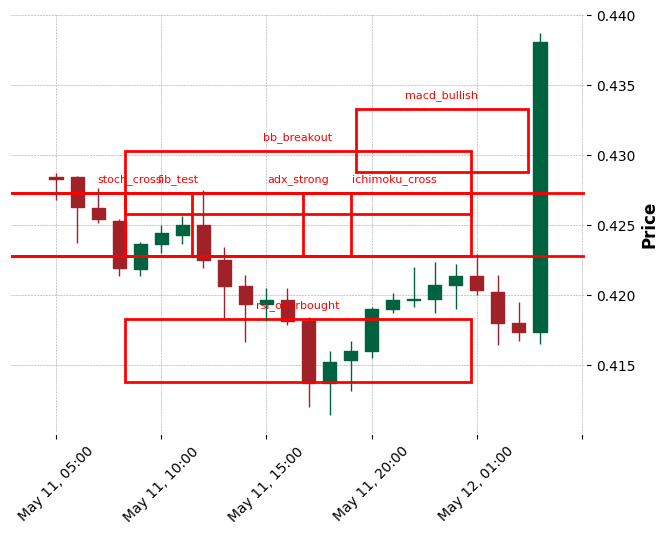 0.440
0.435
macd_bullish
bb_breakout
0.430
stoch_cross
fib_test
adx_strong
ichimoku_cross
0.425
Price
0.420
rsi_overbought
0.415
May 11, 05:00
May 11, 10:00
May 11, 15:00
May 11, 20:00
May 12, 01:00